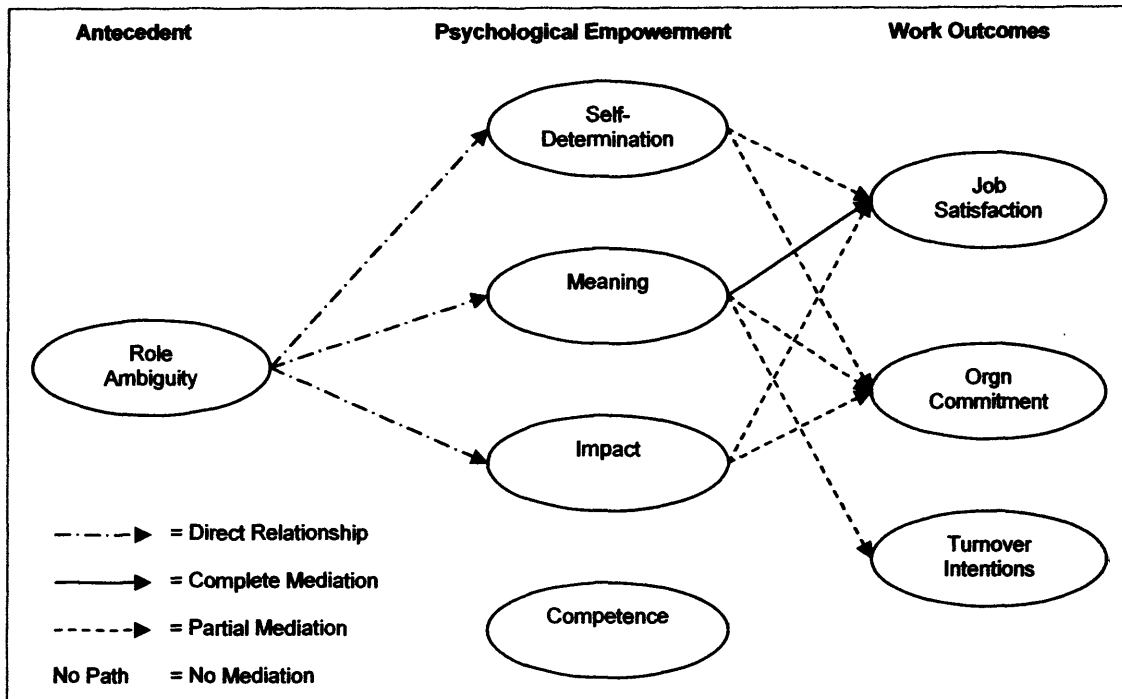 Antecedent
Psychological Empowerment
Work Outcomes
Self-
Determination
Job
Satisfaction
Meaning
Role
Ambiguity
Orgn
Commitment
Impact
= Direct Relationship
= Complete Mediation
Turnover
Intentions
Competence
= Partial Mediation
No Path = No Mediation